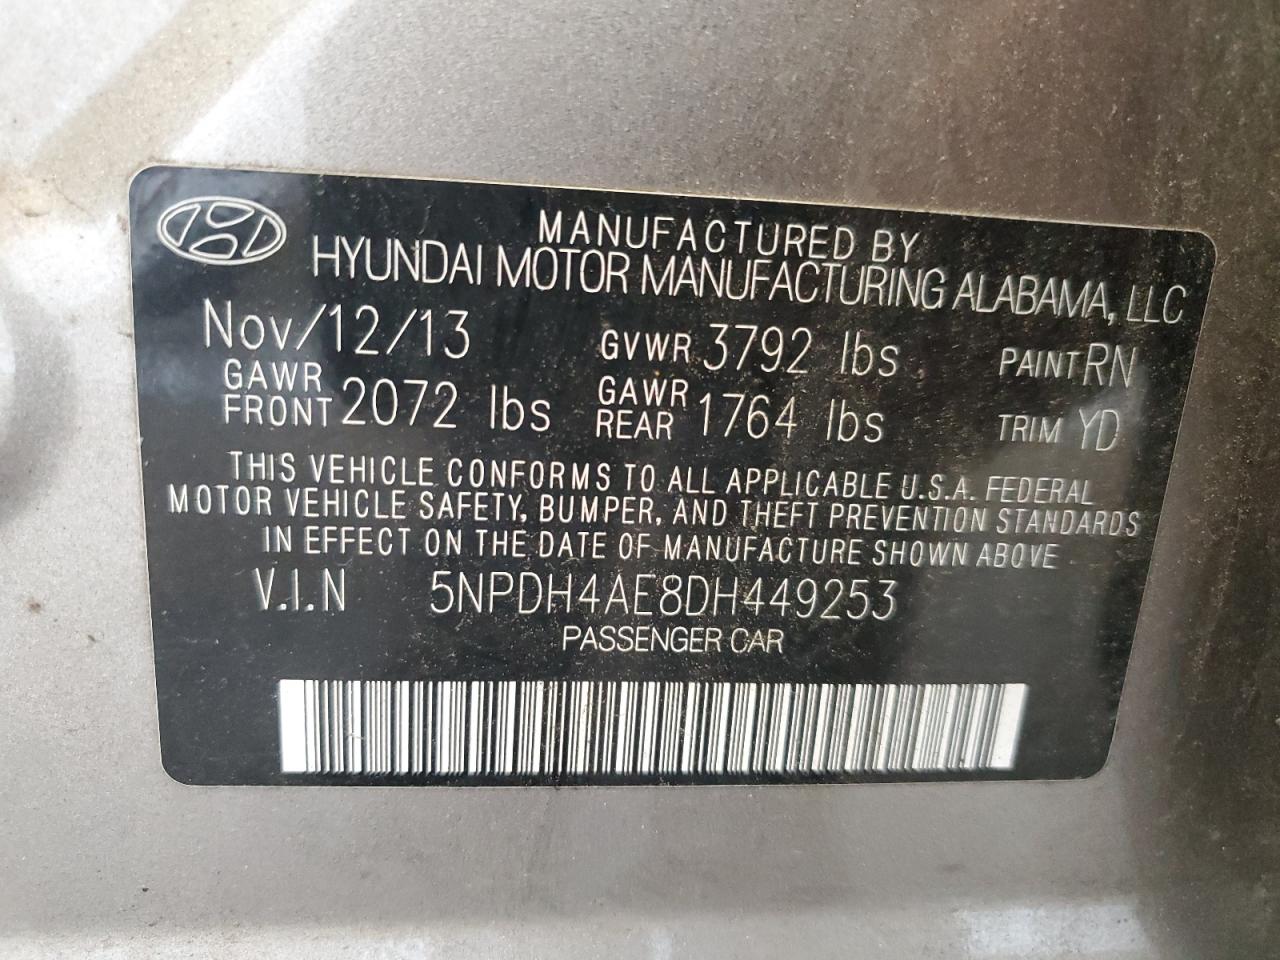 MANUFACTURED BY
HYUNDAI MOTOR MANUFACTURING ALABAMA, LLC
Nov/12/13 GVWR 3792 lbs PAINT RN
GAWR FRONT 2072 lbs GAWR REAR 1764 lbs TRIM YD
THIS VEHICLE CONFORMS TO ALL APPLICABLE U.S.A. FEDERAL
MOTOR VEHICLE SAFETY, BUMPER, AND THEFT PREVENTION STANDARDS
IN EFFECT ON THE DATE OF MANUFACTURE SHOWN ABOVE
V.I.N 5NPDH4AE8DH449253
PASSENGER CAR